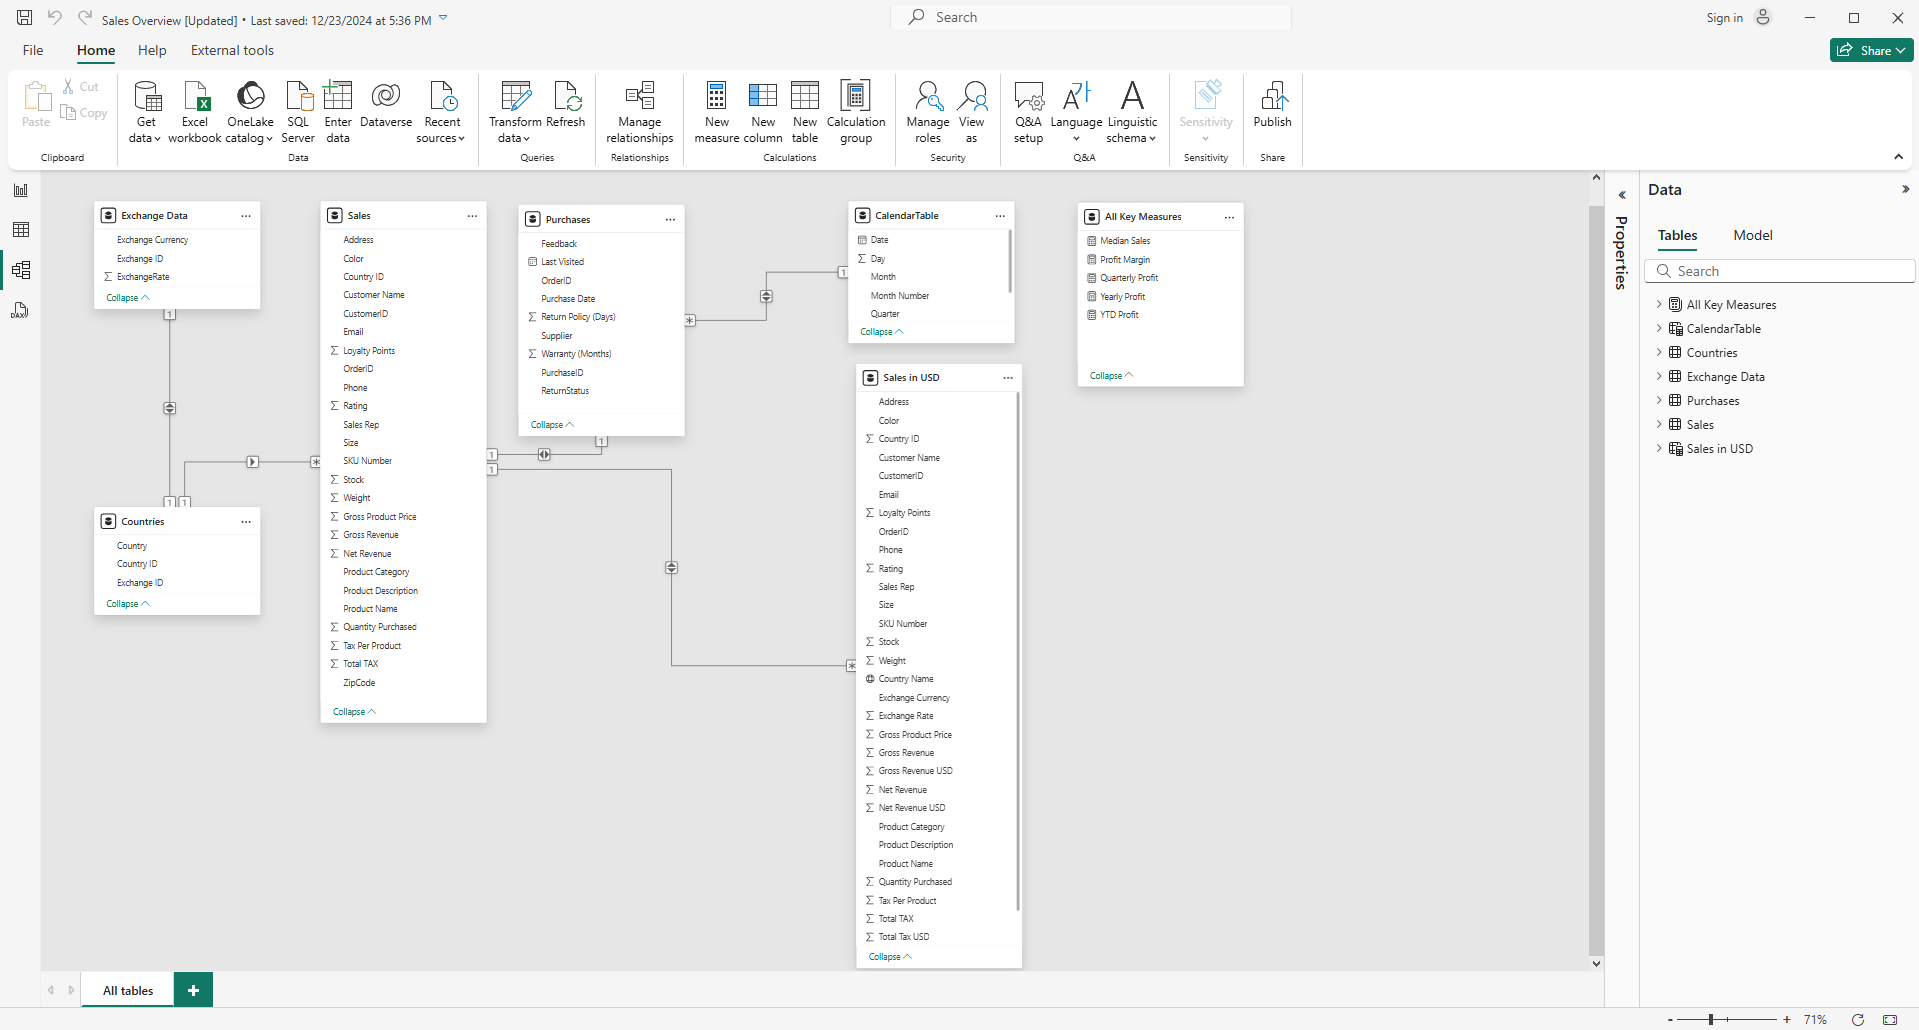 Sales Overview [Updated] • Last saved: 12/23/2024 at 5:36 PM
Search
Sign in
File
Home
Help
External tools
Share
Paste
Cut
Copy
Clipboard
Get data
Excel workbook
OneLake catalog
SQL Server
Enter data
Dataverse
Recent sources
Data
Transform data
Refresh
Queries
Manage relationships
Relationships
New measure
New column
New table
Calculation group
Calculations
Manage roles
View as
Security
Q&A setup
Language
Linguistic schema
Q&A
Sensitivity
Sensitivity
Publish
Share
DAX
Exchange Data
Exchange Currency
Exchange ID
ExchangeRate
Collapse
1
1
1
Countries
Country
Country ID
Exchange ID
Collapse
*
Sales
Address
Color
Country ID
Customer Name
CustomerID
Email
Loyalty Points
OrderID
Phone
Rating
Sales Rep
Size
SKU Number
Stock
Weight
Gross Product Price
Gross Revenue
Net Revenue
Product Category
Product Description
Product Name
Quantity Purchased
Tax Per Product
Total TAX
ZipCode
Collapse
1
1
Purchases
Feedback
Last Visited
OrderID
Purchase Date
Return Policy (Days)
Supplier
Warranty (Months)
PurchaseID
ReturnStatus
Collapse
1
*
1
CalendarTable
Date
Day
Month
Month Number
Quarter
Collapse
*
Sales in USD
Address
Color
Country ID
Customer Name
CustomerID
Email
Loyalty Points
OrderID
Phone
Rating
Sales Rep
Size
SKU Number
Stock
Weight
Country Name
Exchange Currency
Exchange Rate
Gross Product Price
Gross Revenue
Gross Revenue USD
Net Revenue
Net Revenue USD
Product Category
Product Description
Product Name
Quantity Purchased
Tax Per Product
Total TAX
Total Tax USD
Collapse
All Key Measures
Median Sales
Profit Margin
Quarterly Profit
Yearly Profit
YTD Profit
Collapse
Properties
Data
Tables
Model
Search
All Key Measures
CalendarTable
Countries
Exchange Data
Purchases
Sales
Sales in USD
All tables
+
- + 71%